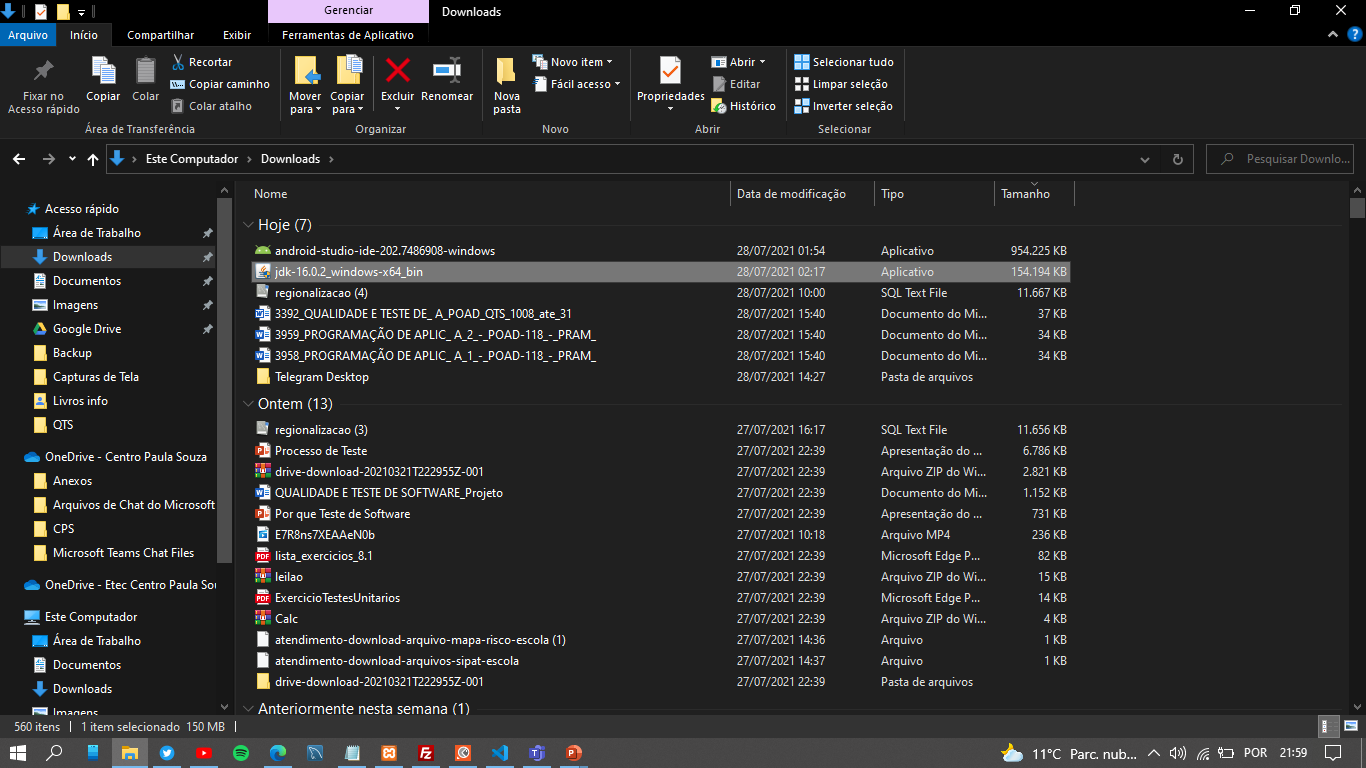 Gerenciar
Downloads
Arquivo Início Compartilhar Exibir Ferramentas de Aplicativo
Fixar no Acesso rápido
Copiar
Colar
Recortar
Copiar caminho
Colar atalho
Área de Transferência
Mover para
Copiar para
Excluir
Renomear
Organizar
Nova pasta
Novo item
Fácil acesso
Novo
Propriedades
Abrir
Editar
Histórico
Abrir
Selecionar tudo
Limpar seleção
Inverter seleção
Selecionar
Este Computador > Downloads >
Pesquisar Downlo...
Acesso rápido
Área de Trabalho
Downloads
Documentos
Imagens
Google Drive
Backup
Capturas de Tela
Livros info
QTS
OneDrive - Centro Paula Souza
Anexos
Arquivos de Chat do Microsoft
CPS
Microsoft Teams Chat Files
OneDrive - Etec Centro Paula Sou
Este Computador
Área de Trabalho
Documentos
Downloads
Imagens
Nome Data de modificação Tipo Tamanho
Hoje (7)
android-studio-ide-202.7486908-windows 28/07/2021 01:54 Aplicativo 954.225 KB
jdk-16.0.2_windows-x64_bin 28/07/2021 02:17 Aplicativo 154.194 KB
regionalizacao (4) 28/07/2021 10:00 SQL Text File 11.667 KB
3392_QUALIDADE E TESTE DE_ A_POAD_QTS_1008_ate_31 28/07/2021 15:40 Documento do Mi... 37 KB
3959_PROGRAMAÇÃO DE APLIC_ A_2_-_POAD-118_-_PRAM_ 28/07/2021 15:40 Documento do Mi... 34 KB
3958_PROGRAMAÇÃO DE APLIC_ A_1_-_POAD-118_-_PRAM_ 28/07/2021 15:40 Documento do Mi... 34 KB
Telegram Desktop 28/07/2021 14:27 Pasta de arquivos
Ontem (13)
regionalizacao (3) 27/07/2021 16:17 SQL Text File 11.656 KB
Processo de Teste 27/07/2021 22:39 Apresentação do ... 6.786 KB
drive-download-20210321T222955Z-001 27/07/2021 22:39 Arquivo ZIP do Wi... 2.821 KB
QUALIDADE E TESTE DE SOFTWARE_Projeto 27/07/2021 22:39 Documento do Mi... 1.152 KB
Por que Teste de Software 27/07/2021 22:39 Apresentação do ... 731 KB
E7R8ns7XEAAeN0b 27/07/2021 10:18 Arquivo MP4 236 KB
lista_exercicios_8.1 27/07/2021 22:39 Microsoft Edge P... 82 KB
leilao 27/07/2021 22:39 Arquivo ZIP do Wi... 15 KB
ExercicioTestesUnitarios 27/07/2021 22:39 Microsoft Edge P... 14 KB
Calc 27/07/2021 22:39 Arquivo ZIP do Wi... 4 KB
atendimento-download-arquivo-mapa-risco-escola (1) 27/07/2021 14:36 Arquivo 1 KB
atendimento-download-arquivos-sipat-escola 27/07/2021 14:37 Arquivo 1 KB
drive-download-20210321T222955Z-001 27/07/2021 22:39 Pasta de arquivos
Anteriormente nesta semana (1)
560 itens 1 item selecionado 150 MB
11°C Parc. nub... POR 21:59